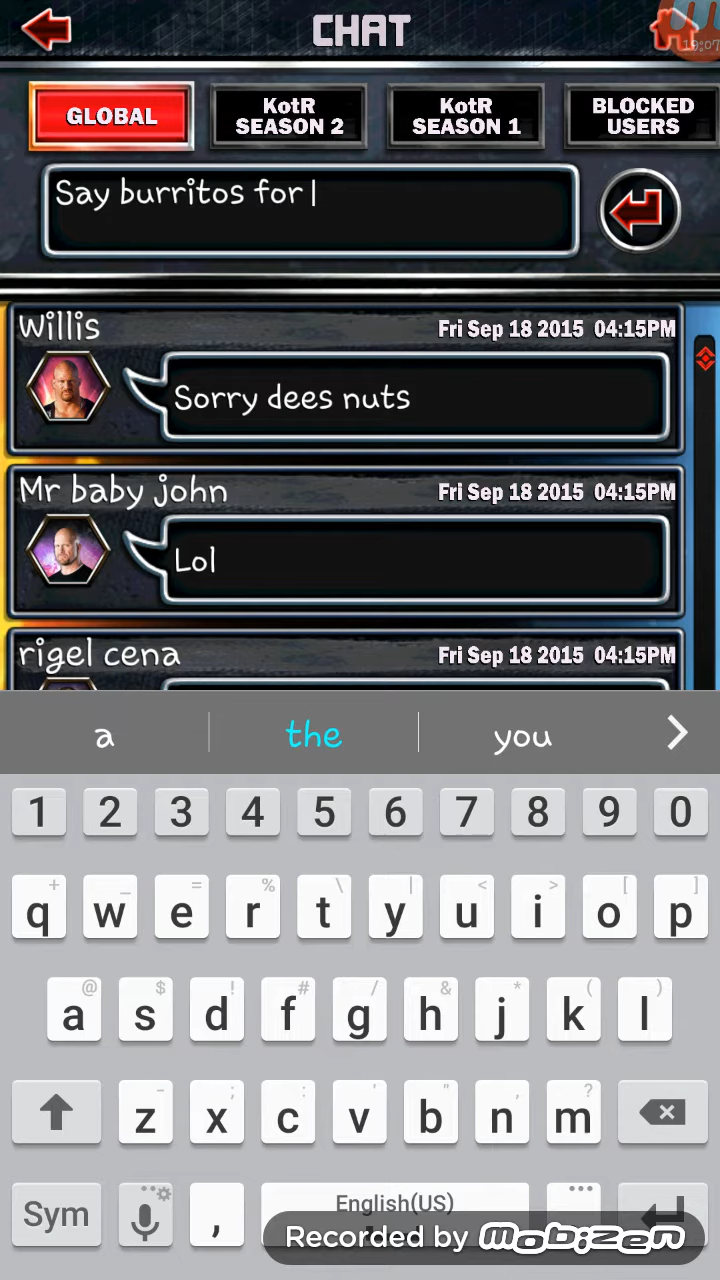 CHAT
19:07
GLOBAL
KotR
SEASON 2
KotR
SEASON 1
BLOCKED
USERS
Say burritos for
Willis
Fri Sep 18 2015 04:15PM
Sorry dees nuts
Mr baby john
Fri Sep 18 2015 04:15PM
Lol
rigel cena
Fri Sep 18 2015 04:15PM
a the you
1 2 3 4 5 6 7 8 9 0
+ _ = % \ | < > [ ]
q w e r t y u i o p
@ $ ! # / & * ( )
a s d f g h j k l
- ; : ' " , ?
z x c v b n m
Sym , English(US)
Recorded by mobizen